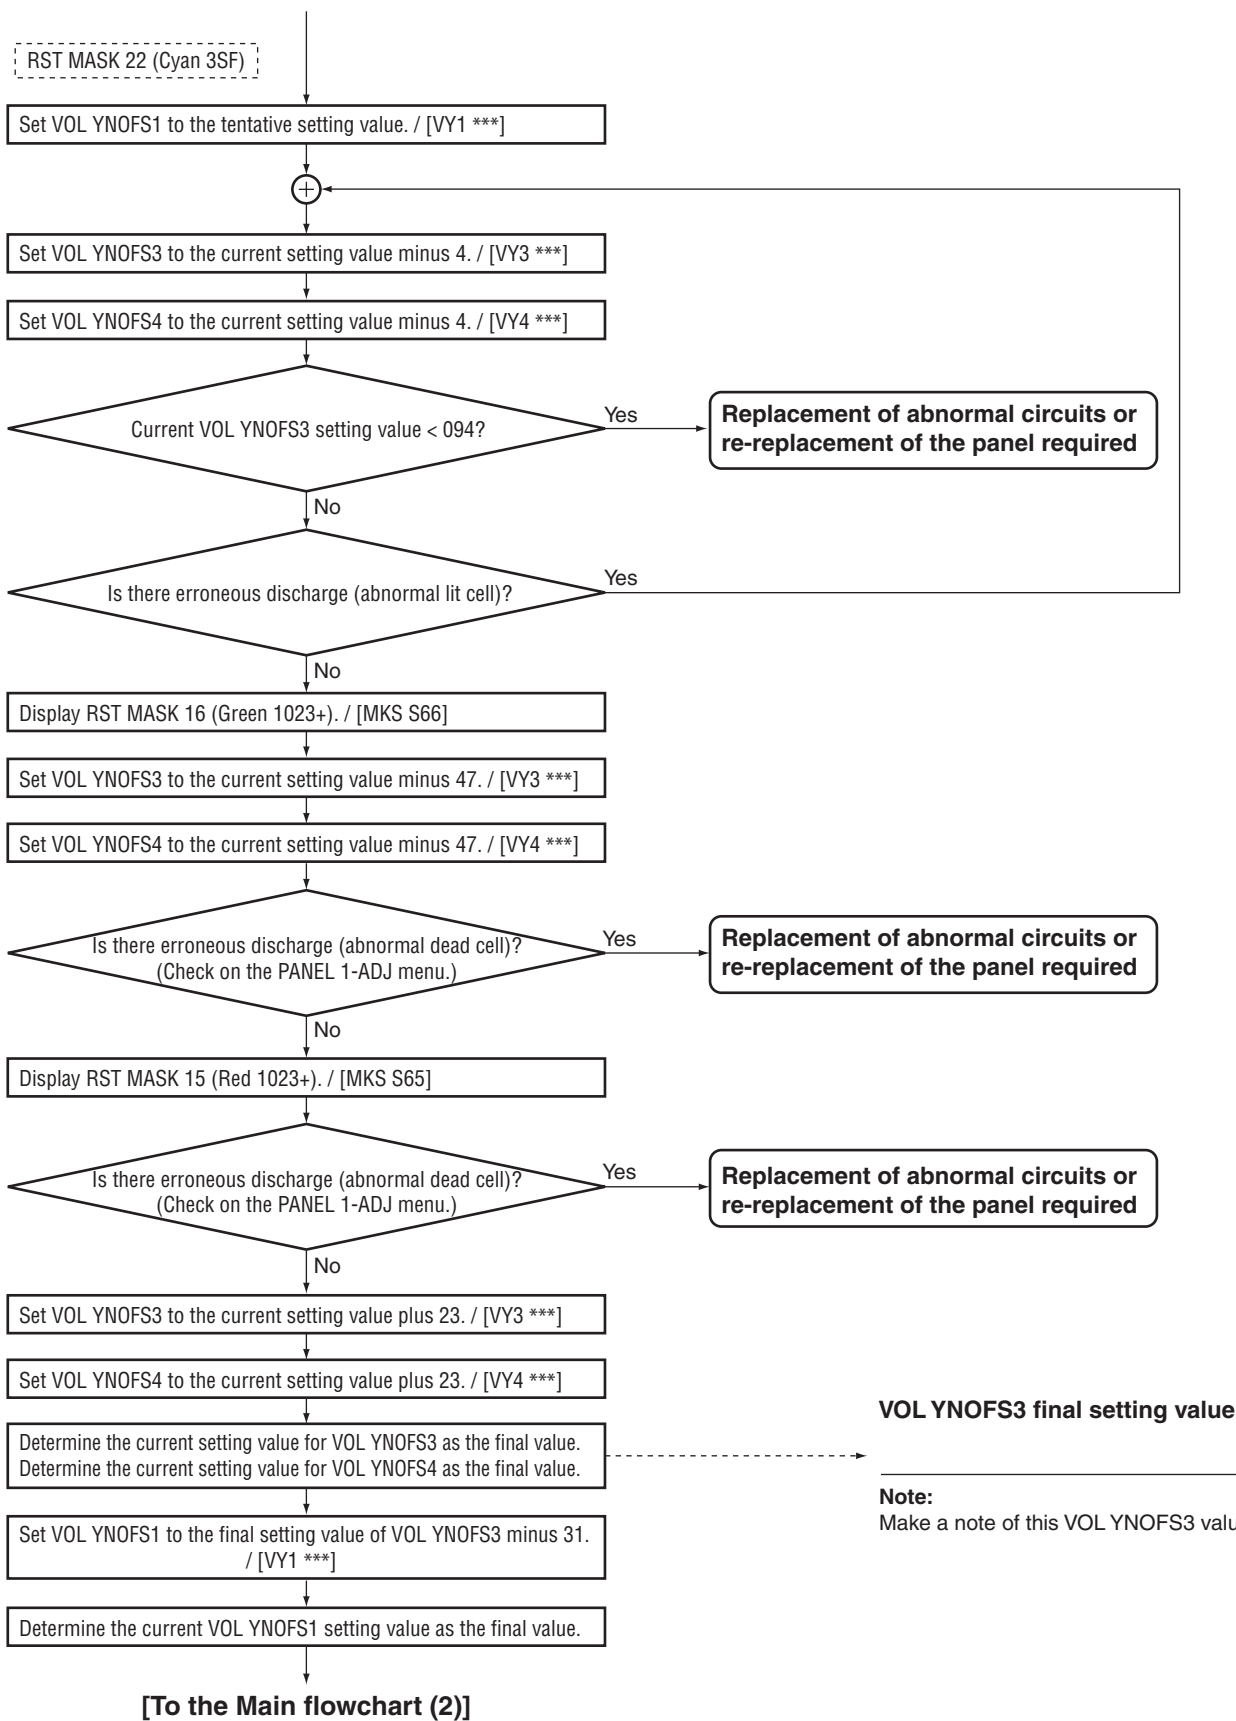 RST MASK 22 (Cyan 3SF)
Set VOL YNOFS1 to the tentative setting value. / [VY1 ***]
Set VOL YNOFS3 to the current setting value minus 4. / [VY3 ***]
Set VOL YNOFS4 to the current setting value minus 4. / [VY4 ***]
Current VOL YNOFS3 setting value < 094?
Yes
Replacement of abnormal circuits or
re-replacement of the panel required
No
Is there erroneous discharge (abnormal lit cell)?
Yes
No
Display RST MASK 16 (Green 1023+). / [MKS S66]
Set VOL YNOFS3 to the current setting value minus 47. / [VY3 ***]
Set VOL YNOFS4 to the current setting value minus 47. / [VY4 ***]
Is there erroneous discharge (abnormal dead cell)?
(Check on the PANEL 1-ADJ menu.)
Yes
Replacement of abnormal circuits or
re-replacement of the panel required
No
Display RST MASK 15 (Red 1023+). / [MKS S65]
Is there erroneous discharge (abnormal dead cell)?
(Check on the PANEL 1-ADJ menu.)
Yes
Replacement of abnormal circuits or
re-replacement of the panel required
No
Set VOL YNOFS3 to the current setting value plus 23. / [VY3 ***]
Set VOL YNOFS4 to the current setting value plus 23. / [VY4 ***]
Determine the current setting value for VOL YNOFS3 as the final value.
Determine the current setting value for VOL YNOFS4 as the final value.
VOL YNOFS3 final setting value
Note:
Make a note of this VOL YNOFS3
Set VOL YNOFS1 to the final setting value of VOL YNOFS3 minus 31.
/ [VY1 ***]
Determine the current VOL YNOFS1 setting value as the final value.
[To the Main flowchart (2)]